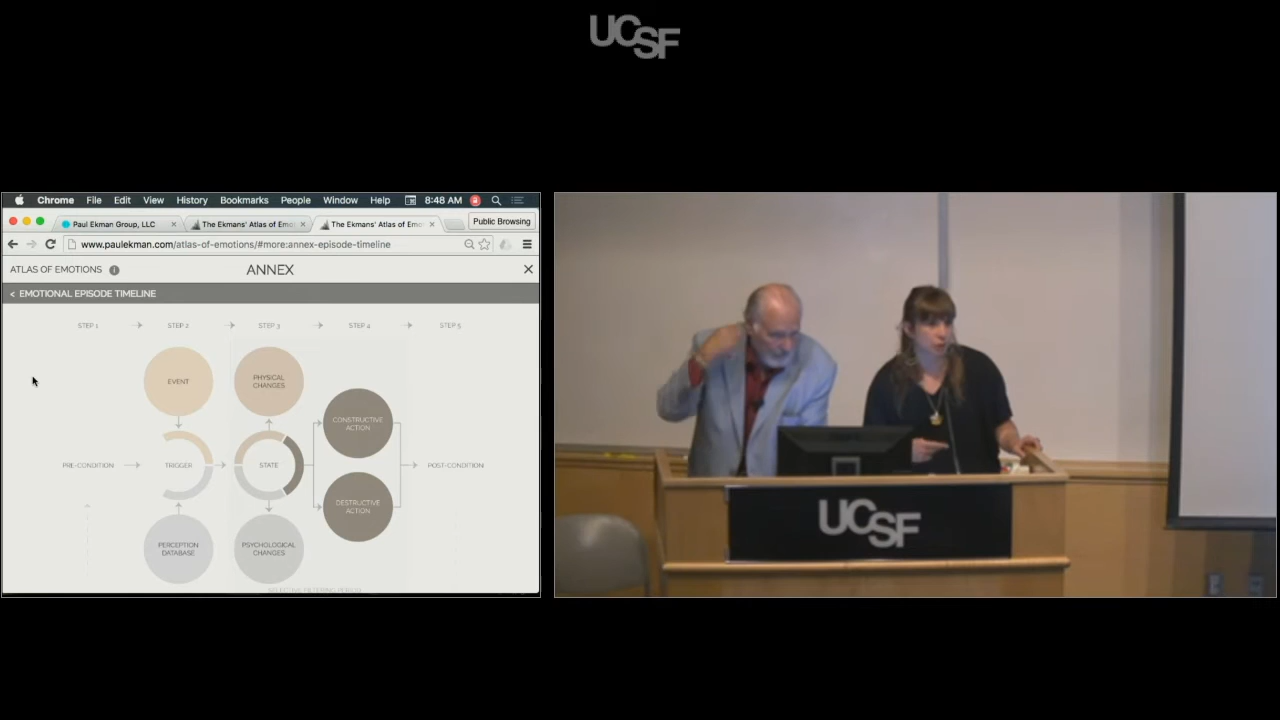 UCSF
Chrome File Edit View History Bookmarks People Window Help 8:48 AM
Paul Ekman Group, LLC × The Ekmans' Atlas of Emo × The Ekmans' Atlas of Emo × Public Browsing
www.paulekman.com/atlas-of-emotions/#more:annex-episode-timeline
ATLAS OF EMOTIONS i ANNEX ×
< EMOTIONAL EPISODE TIMELINE
STEP 1 STEP 2 STEP 3 STEP 4 STEP 5
EVENT
PHYSICAL
CHANGES
CONSTRUCTIVE
ACTION
PRE-CONDITION TRIGGER STATE POST-CONDITION
DESTRUCTIVE
ACTION
PERCEPTION
DATABASE
PSYCHOLOGICAL
CHANGES
SELECTIVE FILTERING PERIOD
UCSF